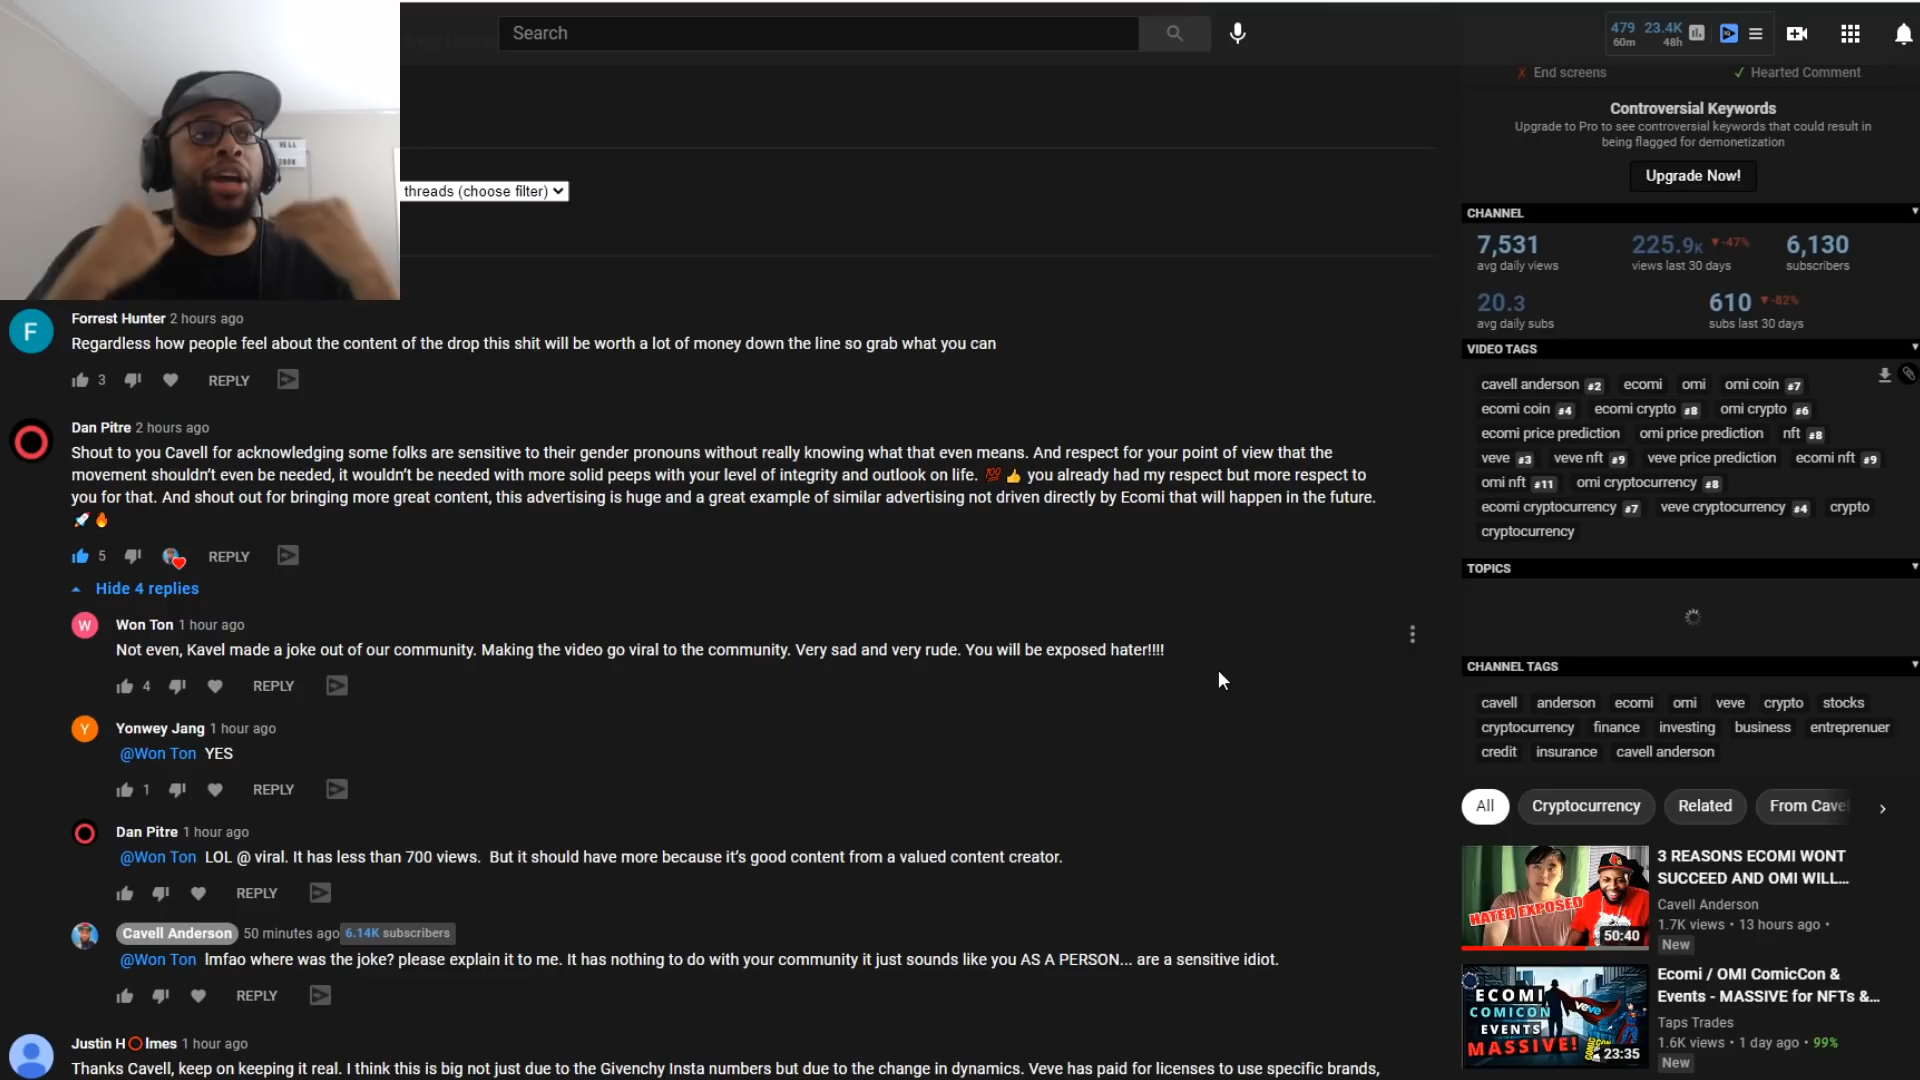 Search
479 23.4K
60m 48h
✗ End screens ✓ Hearted Comment
Controversial Keywords
Upgrade to Pro to see controversial keywords that could result in
being flagged for demonetization
Upgrade Now!
threads (choose filter)
CHANNEL
7,531 225.9K ▼-47% 6,130
avg daily views views last 30 days subscribers
20.3 610 ▼-82%
avg daily subs subs last 30 days
VIDEO TAGS
cavell anderson #2 ecomi omi omi coin #7
ecomi coin #4 ecomi crypto #8 omi crypto #6
ecomi price prediction omi price prediction nft #8
veve #3 veve nft #9 veve price prediction ecomi nft #9
omi nft #11 omi cryptocurrency #8
ecomi cryptocurrency #7 veve cryptocurrency #4 crypto
cryptocurrency
TOPICS
CHANNEL TAGS
cavell anderson ecomi omi veve crypto stocks
cryptocurrency finance investing business entreprenuer
credit insurance cavell anderson
All Cryptocurrency Related From Cave
3 REASONS ECOMI WONT
SUCCEED AND OMI WILL...
Cavell Anderson
1.7K views • 13 hours ago •
New
HATER EXPOSED
50:40
Ecomi / OMI ComicCon &
Events - MASSIVE for NFTs &...
Taps Trades
1.6K views • 1 day ago • 99%
New
ECOMI
COMICON
EVENTS
MASSIVE!
veve
23:35
F
Forrest Hunter 2 hours ago
Regardless how people feel about the content of the drop this shit will be worth a lot of money down the line so grab what you can
3 REPLY
Dan Pitre 2 hours ago
Shout to you Cavell for acknowledging some folks are sensitive to their gender pronouns without really knowing what that even means. And respect for your point of view that the
movement shouldn't even be needed, it wouldn't be needed with more solid peeps with your level of integrity and outlook on life. 💯👍 you already had my respect but more respect to
you for that. And shout out for bringing more great content, this advertising is huge and a great example of similar advertising not driven directly by Ecomi that will happen in the future.
🚀🔥
5 REPLY
Hide 4 replies
W
Won Ton 1 hour ago
Not even, Kavel made a joke out of our community. Making the video go viral to the community. Very sad and very rude. You will be exposed hater!!!!
4 REPLY
Y
Yonwey Jang 1 hour ago
@Won Ton YES
1 REPLY
Dan Pitre 1 hour ago
@Won Ton LOL @ viral. It has less than 700 views. But it should have more because it's good content from a valued content creator.
REPLY
Cavell Anderson 50 minutes ago 6.14K subscribers
@Won Ton lmfao where was the joke? please explain it to me. It has nothing to do with your community it just sounds like you AS A PERSON... are a sensitive idiot.
REPLY
Justin H⭕lmes 1 hour ago
Thanks Cavell, keep on keeping it real. I think this is big not just due to the Givenchy Insta numbers but due to the change in dynamics. Veve has paid for licenses to use specific brands,